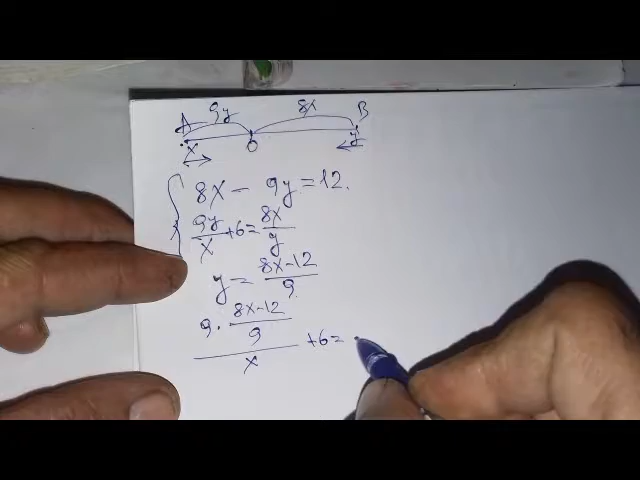 A 9y 8x B
x O y
8x - 9y = 12.
9y/x + 6 = 8x/y
y = (8x-12)/9
(9 · (8x-12)/9)/x + 6 =